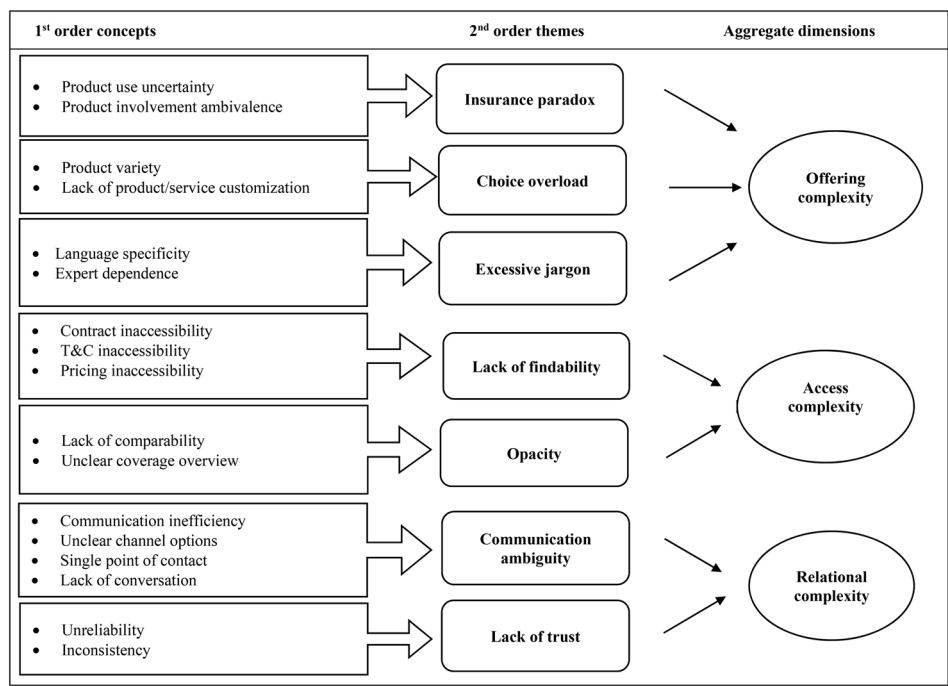 1st order concepts
2nd order themes
Aggregate dimensions
• Product use uncertainty
• Product involvement ambivalence
Insurance paradox
• Product variety
• Lack of product/service customization
Choice overload
Offering
complexity
• Language specificity
• Expert dependence
Excessive jargon
• Contract inaccessibility
• T&C inaccessibility
• Pricing inaccessibility
Lack of findability
Access
complexity
• Lack of comparability
• Unclear coverage overview
Opacity
• Communication inefficiency
• Unclear channel options
• Single point of contact
• Lack of conversation
Communication
ambiguity
Relational
complexity
• Unreliability
• Inconsistency
Lack of trust